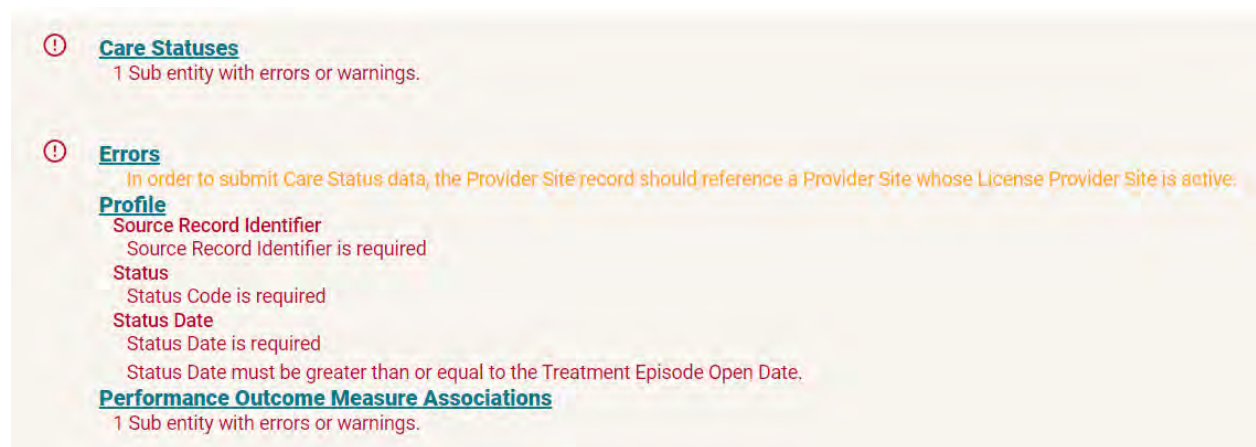 Care Statuses
1 Sub entity with errors or warnings.
Errors
In order to submit Care Status data, the Provider Site record should reference a Provider Site whose License Provider Site is active.
Profile
Source Record Identifier
Source Record Identifier is required
Status
Status Code is required
Status Date
Status Date is required
Status Date must be greater than or equal to the Treatment Episode Open Date.
Performance Outcome Measure Associations
1 Sub entity with errors or warnings.